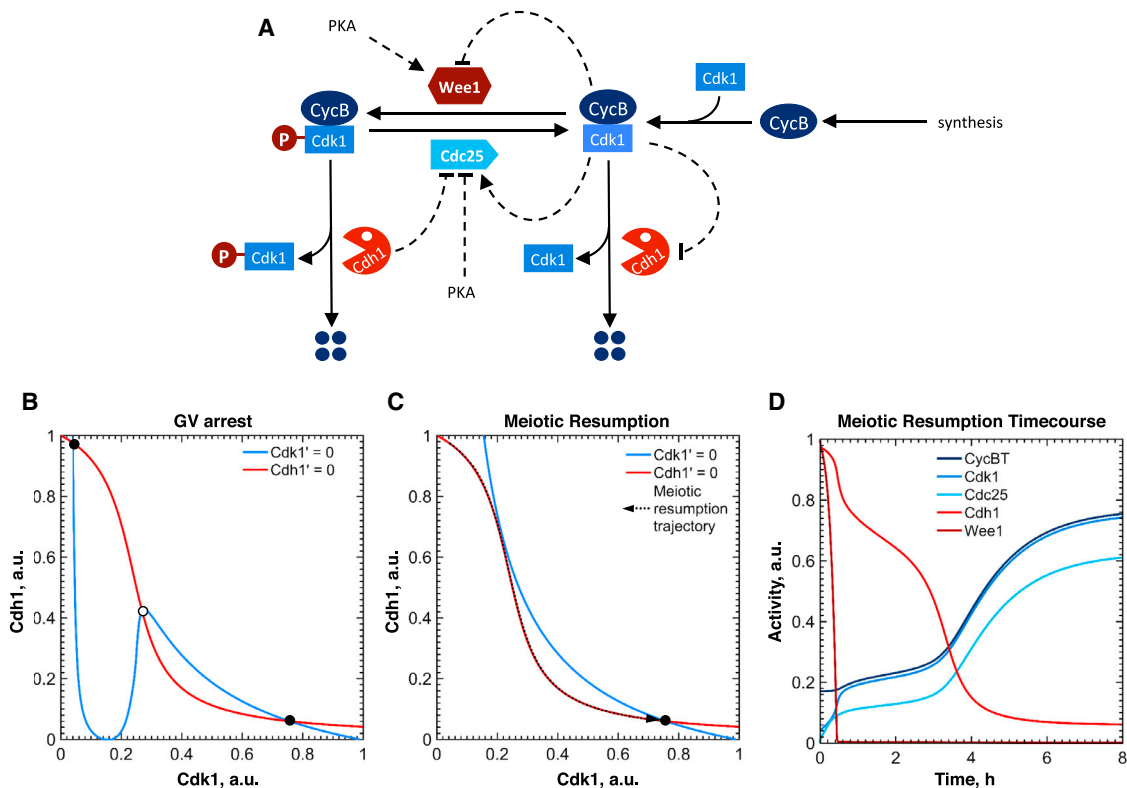 A
PKA
Wee1
Cdk1
CycB
CycB
CycB
synthesis
P
Cdk1
Cdk1
Cdc25
P
Cdk1
Cdh1
Cdk1
Cdh1
PKA
B
GV arrest
Cdk1' = 0
Cdh1' = 0
1
0.8
0.6
0.4
0.2
0
0
0.2
0.4
0.6
0.8
1
Cdh1, a.u.
Cdk1, a.u.
C
Meiotic Resumption
Cdk1' = 0
Cdh1' = 0
Meiotic
resumption
trajectory
1
0.8
0.6
0.4
0.2
0
0
0.2
0.4
0.6
0.8
1
Cdh1, a.u.
Cdk1, a.u.
D
Meiotic Resumption Timecourse
CycBT
Cdk1
Cdc25
Cdh1
Wee1
1
0.8
0.6
0.4
0.2
0
0
2
4
6
8
Activity, a.u.
Time, h